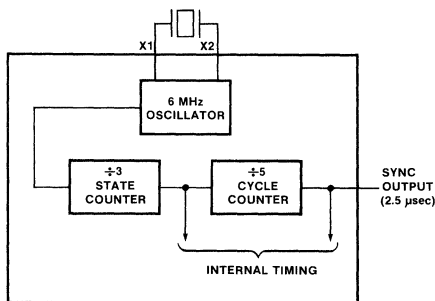 X1 X2
6 MHz
OSCILLATOR
÷3
STATE
COUNTER
÷5
CYCLE
COUNTER
SYNC
OUTPUT
(2.5 µsec)
INTERNAL TIMING